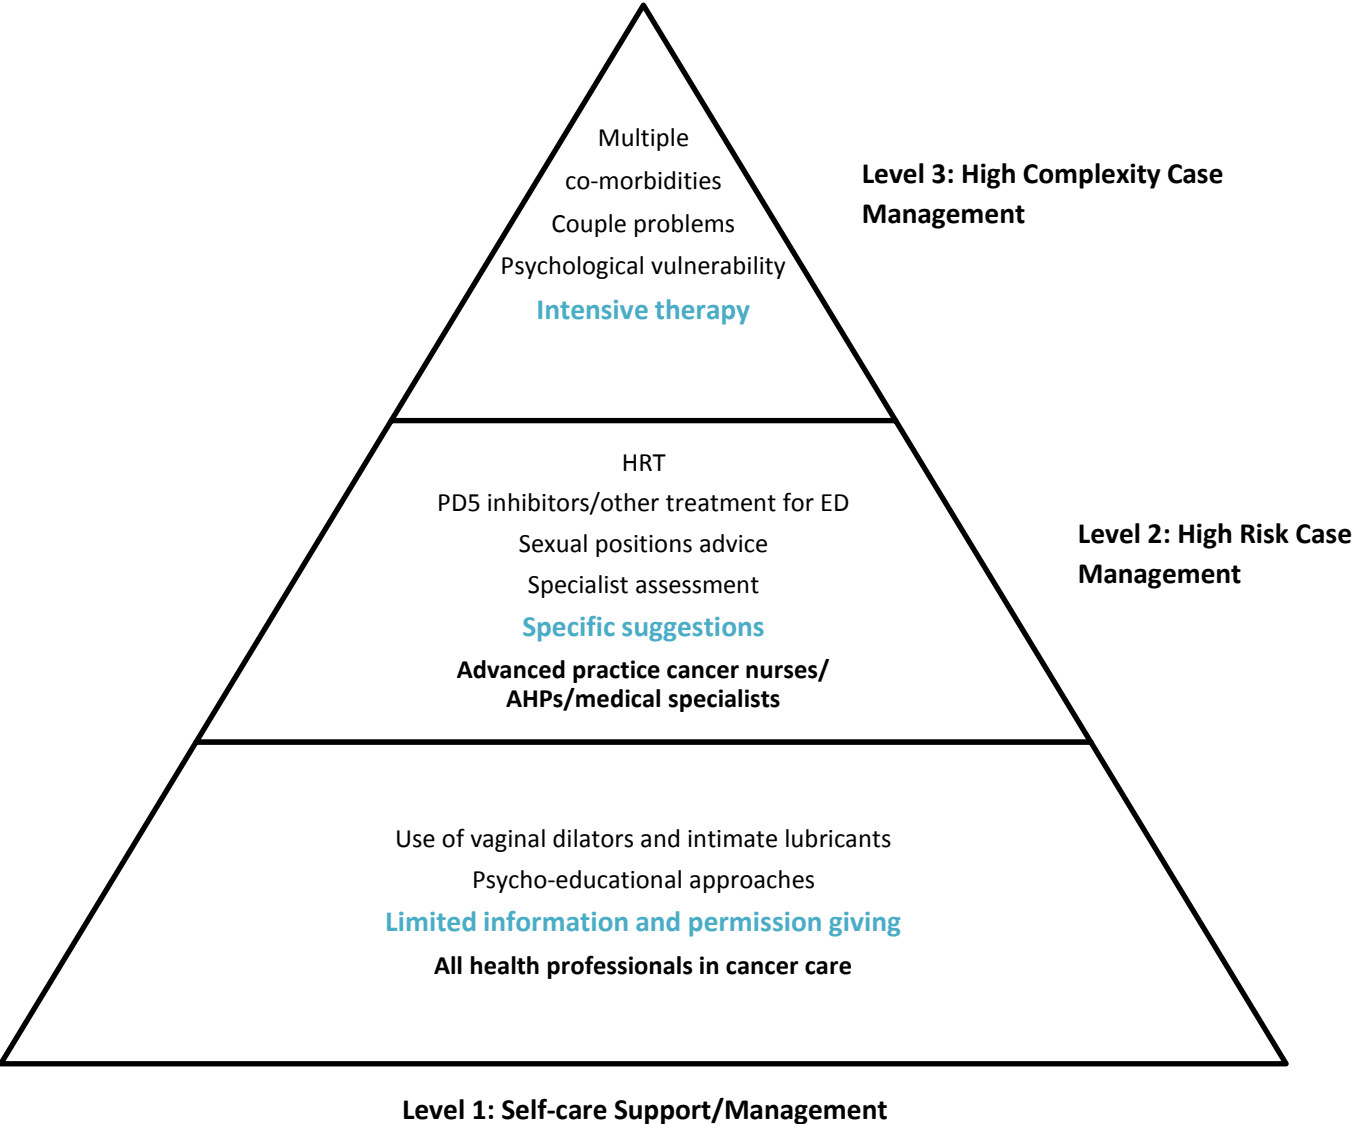 Multiple
co-morbidities
Couple problems
Psychological vulnerability
Intensive therapy
Level 3: High Complexity Case
Management
HRT
PD5 inhibitors/other treatment for ED
Sexual positions advice
Specialist assessment
Specific suggestions
Advanced practice cancer nurses/
AHPs/medical specialists
Level 2: High Risk Case
Management
Use of vaginal dilators and intimate lubricants
Psycho-educational approaches
Limited information and permission giving
All health professionals in cancer care
Level 1: Self-care Support/Management